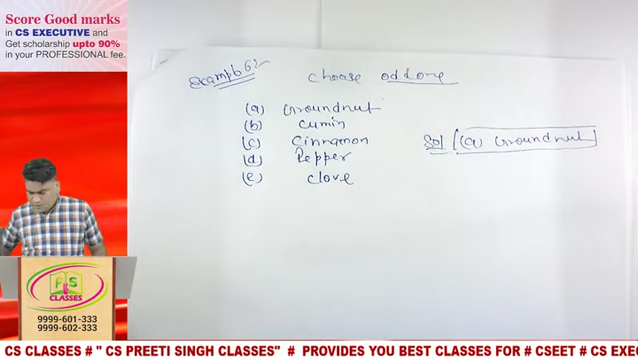 Score Good marks
in CS EXECUTIVE and
Get scholarship upto 90%
in your PROFESSIONAL fee.
Example 62
choose odd one
(a) Groundnut
(b) Cumin
(c) Cinnamon
(d) Pepper
(e) clove
Sol (a) Groundnut
PS
CLASSES
9999-601-333
9999-602-333
CS CLASSES # " CS PREETI SINGH CLASSES" # PROVIDES YOU BEST CLASSES FOR # CSEET # CS EXE